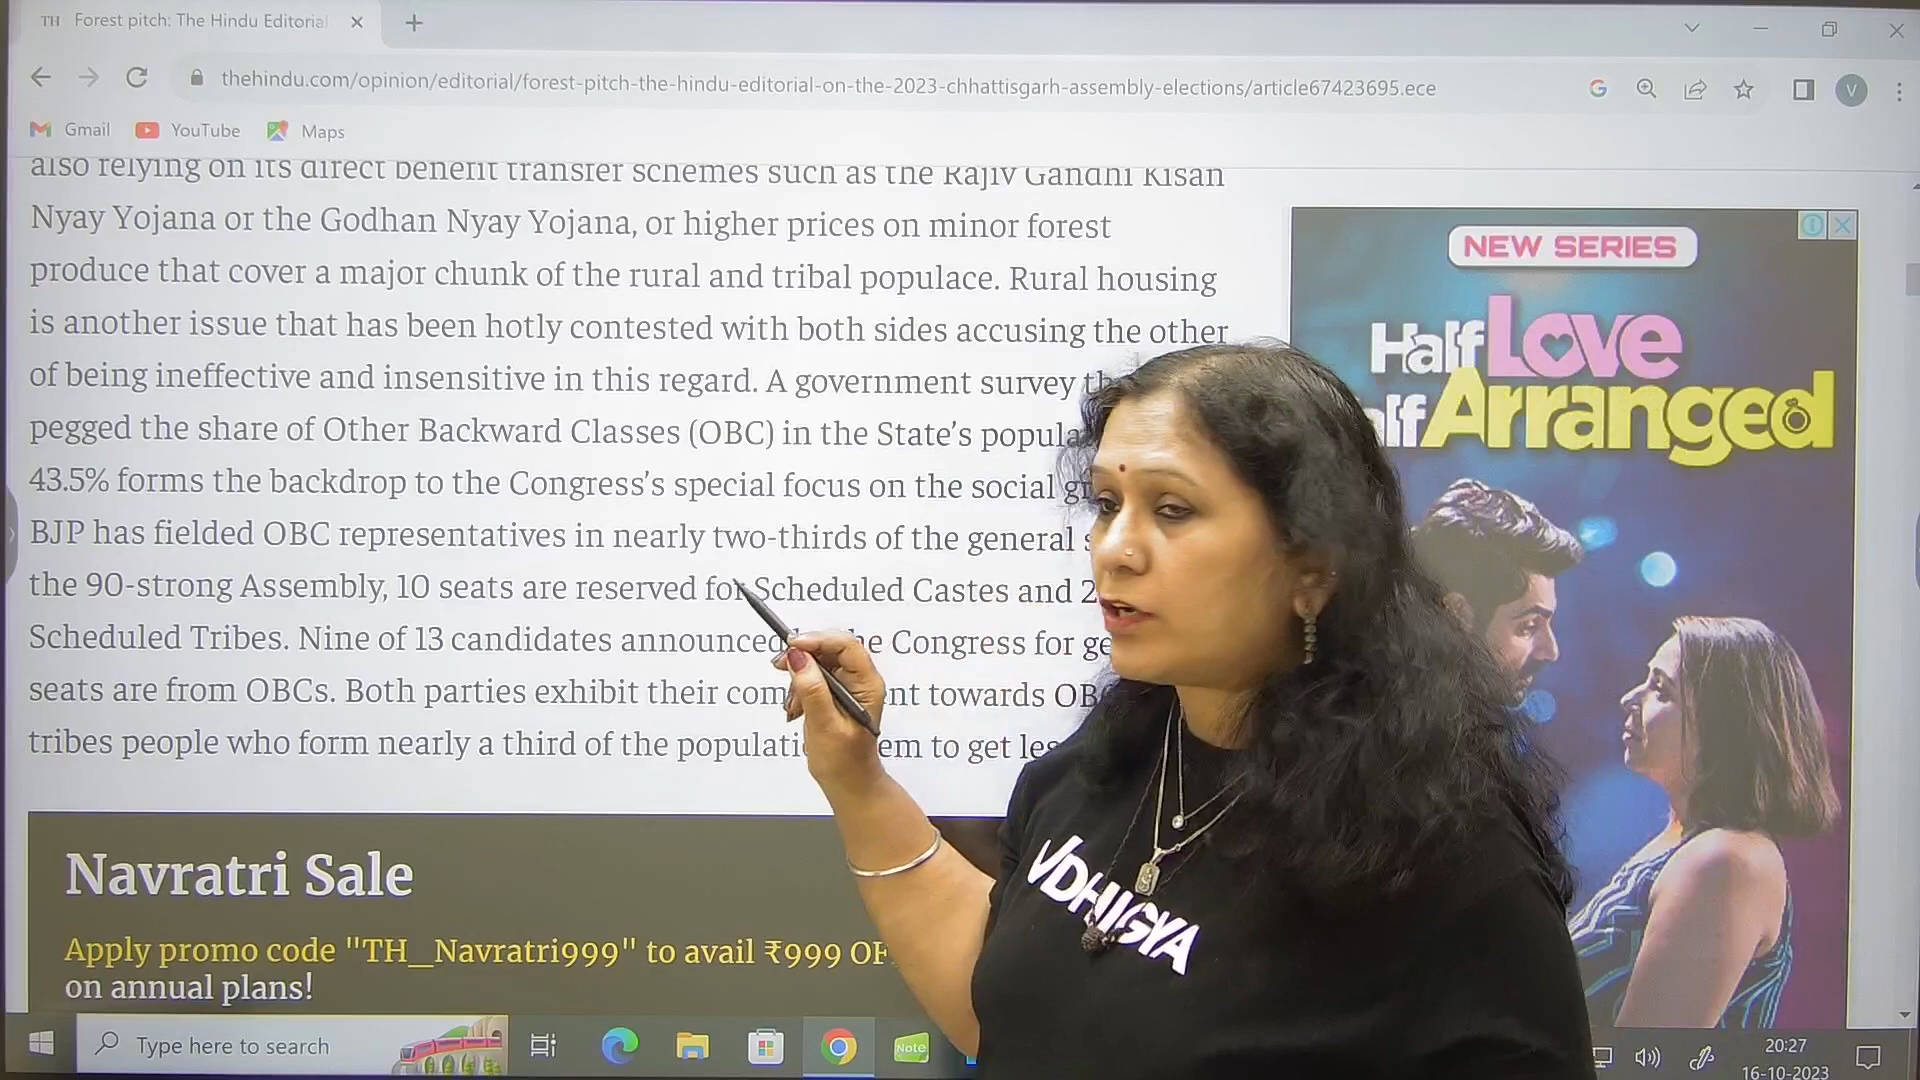 TH Forest pitch: The Hindu Editorial
thehindu.com/opinion/editorial/forest-pitch-the-hindu-editorial-on-the-2023-chhattisgarh-assembly-elections/article67423695.ece
V
Gmail YouTube Maps
also relying on its direct benefit transfer schemes such as the Rajiv Gandhi Kisan
Nyay Yojana or the Godhan Nyay Yojana, or higher prices on minor forest
produce that cover a major chunk of the rural and tribal populace. Rural housing
is another issue that has been hotly contested with both sides accusing the other
of being ineffective and insensitive in this regard. A government survey
pegged the share of Other Backward Classes (OBC) in the State’s
43.5% forms the backdrop to the Congress’s special focus on the social
BJP has fielded OBC representatives in nearly two-thirds of the general
the 90-strong Assembly, 10 seats are reserved for Scheduled Castes and
Scheduled Tribes. Nine of 13 candidates announced Congress for
seats are from OBCs. Both parties exhibit their towards
tribes people who form nearly a third of the to get
NEW SERIES
Half Love
Arranged
Navratri Sale
Apply promo code "TH_Navratri999" to avail ₹999
on annual plans!
VDHIGYA
Type here to search
Note
20:27
16-10-2023